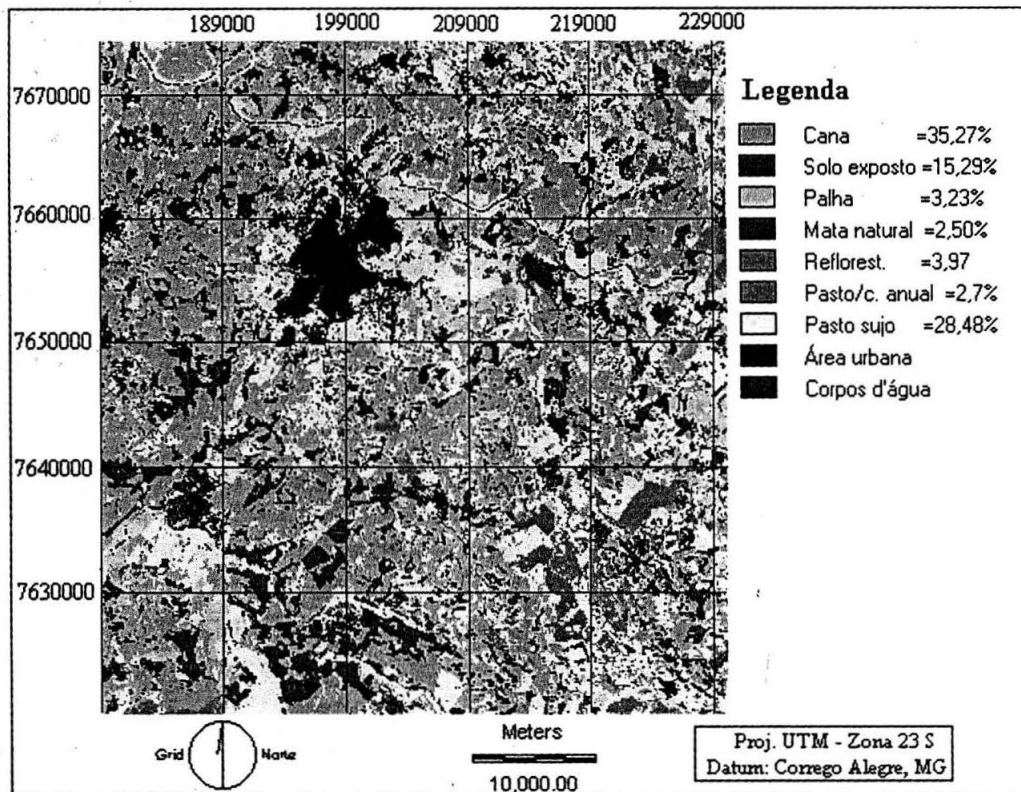 189000 199000 209000 219000 229000
7670000
7660000
7650000
7640000
7630000
Legenda
Cana =35,27%
Solo exposto =15,29%
Palha =3,23%
Mata natural =2,50%
Reflorest. =3,97
Pasto/c. anual =2,7%
Pasto sujo =28,48%
Área urbana
Corpos d'água
Grid Norte
Meters
10,000.00
Proj. UTM - Zona 23 S
Datum: Corrego Alegre, MG